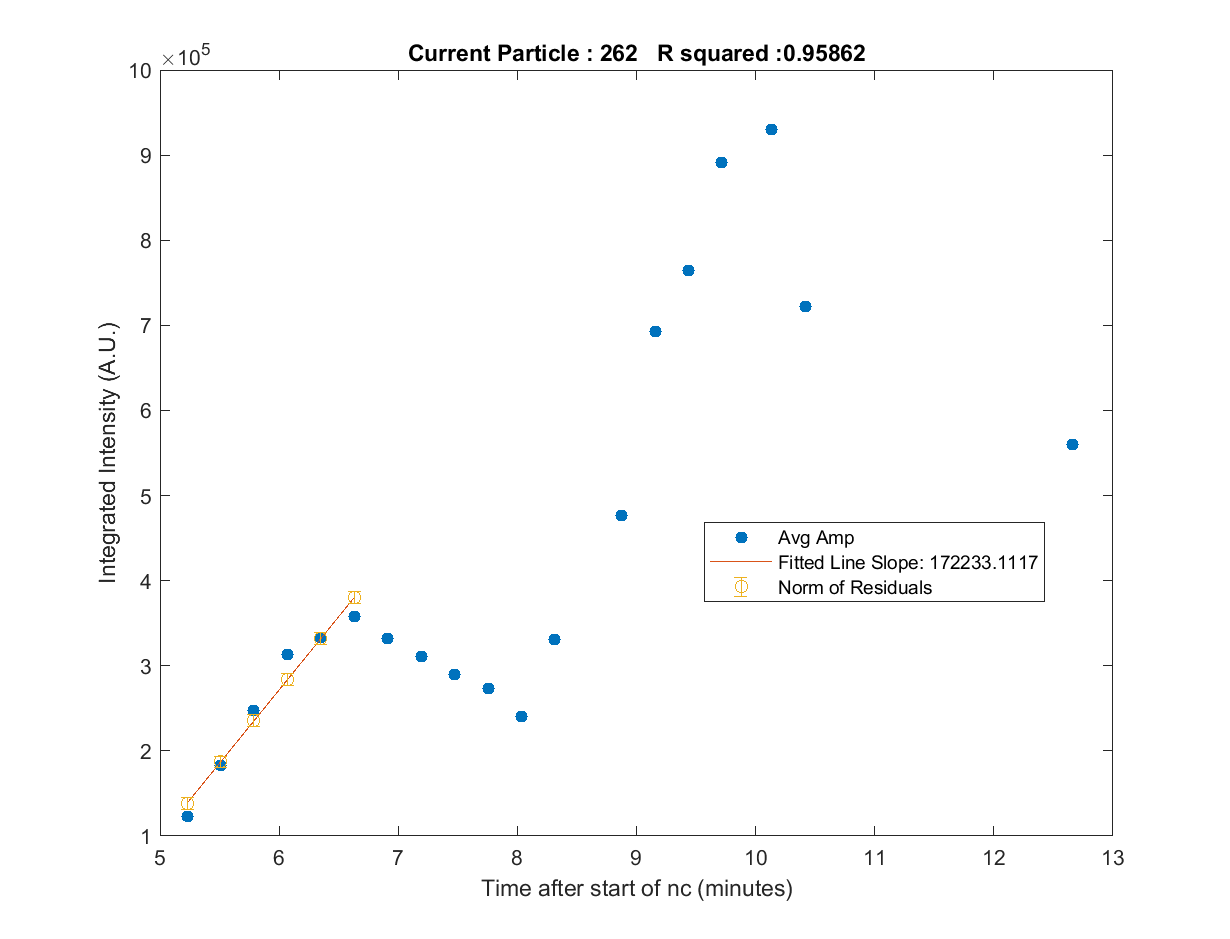 Current Particle : 262 R squared :0.95862
×10^5
10
9
8
7
6
5
4
3
2
1
Integrated Intensity (A.U.)
Avg Amp
Fitted Line Slope: 172233.1117
Norm of Residuals
5 6 7 8 9 10 11 12 13
Time after start of nc (minutes)